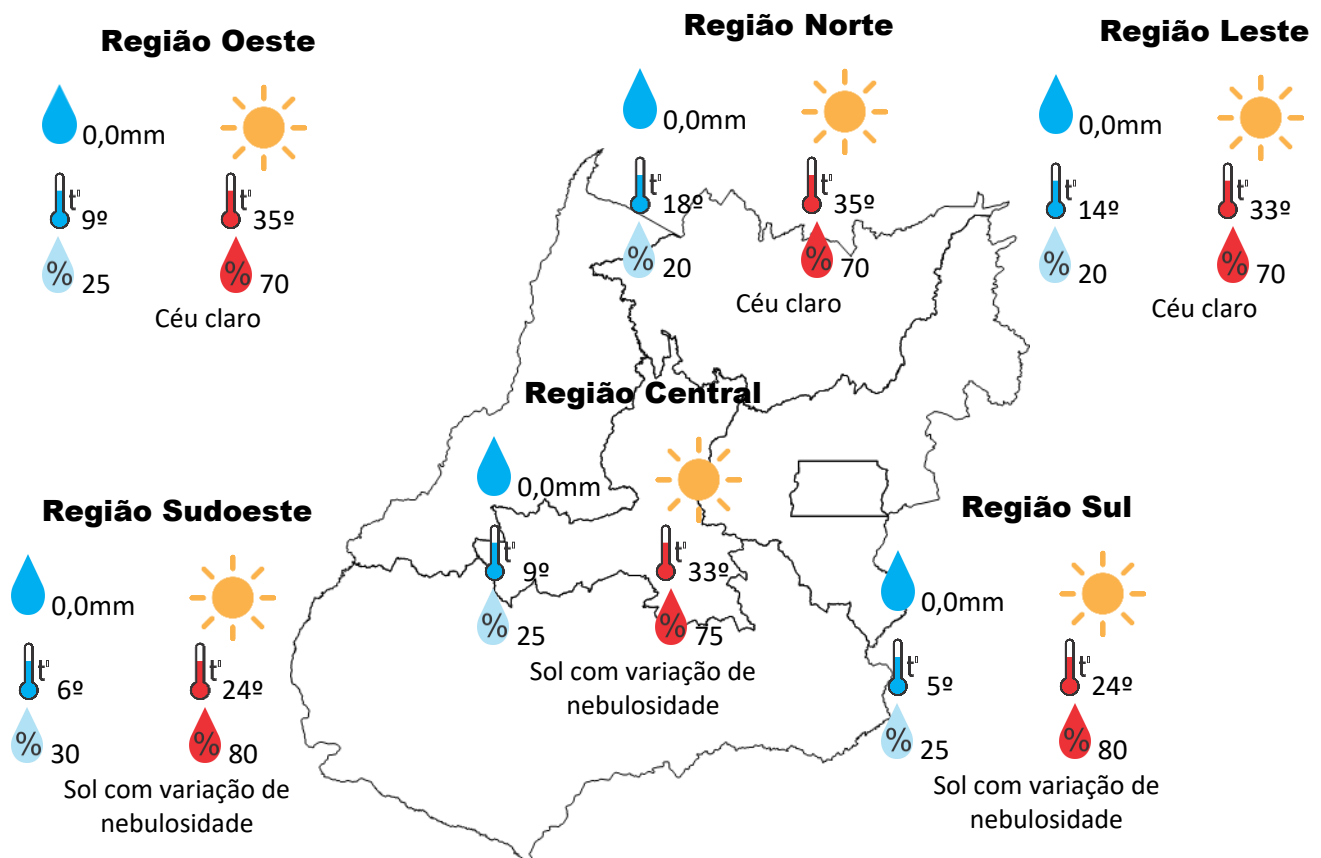 Região Oeste
0,0mm
t°
9º
t°
35º
% 25
% 70
Céu claro
Região Norte
0,0mm
t°
18º
t°
35º
% 20
% 70
Céu claro
Região Leste
0,0mm
t°
14º
t°
33º
% 20
% 70
Céu claro
Região Central
0,0mm
t°
9º
t°
33º
% 25
% 75
Sol com variação de
nebulosidade
Região Sudoeste
0,0mm
t°
6º
t°
24º
% 30
% 80
Sol com variação de
nebulosidade
Região Sul
0,0mm
t°
5º
t°
24º
% 25
% 80
Sol com variação de
nebulosidade